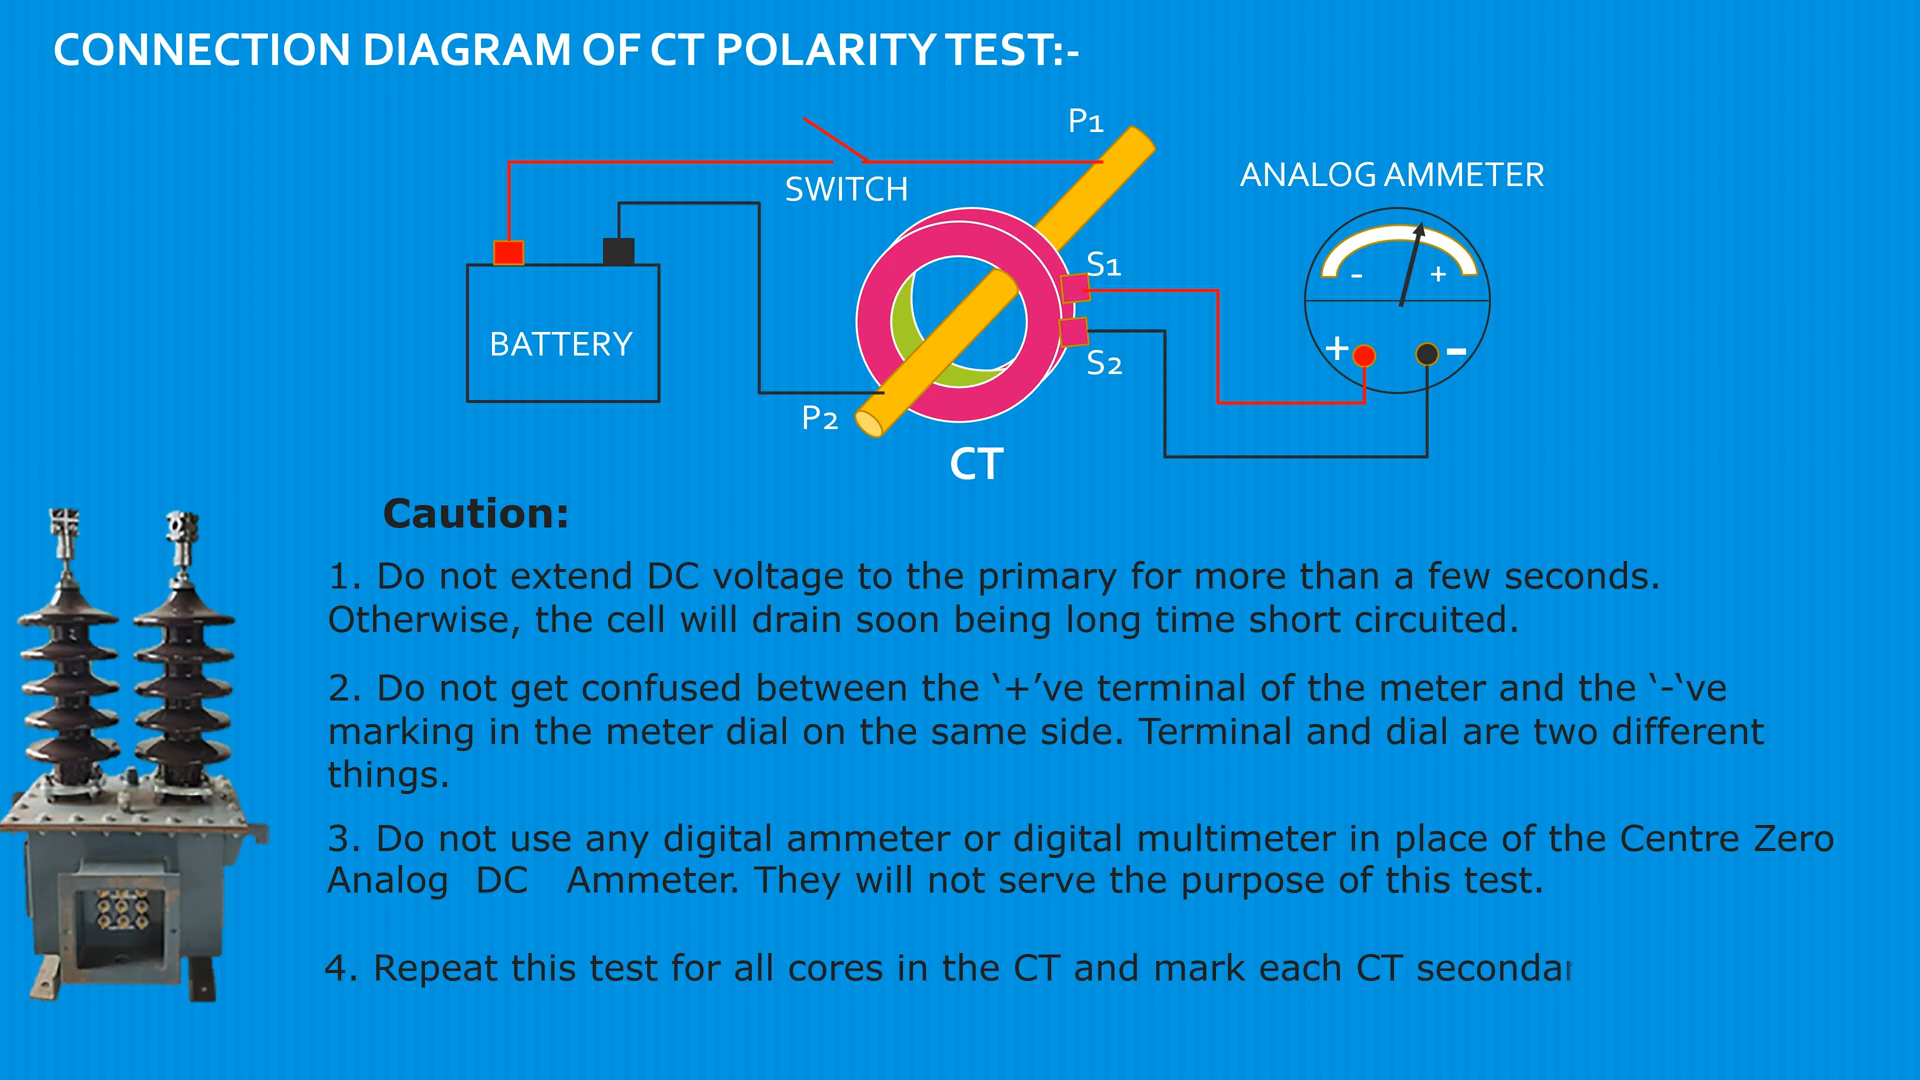 CONNECTION DIAGRAM OF CT POLARITY TEST:-
P1
SWITCH
ANALOG AMMETER
S1
- +
BATTERY
+ -
S2
P2
CT
Caution:
1. Do not extend DC voltage to the primary for more than a few seconds.
Otherwise, the cell will drain soon being long time short circuited.
2. Do not get confused between the ‘+’ve terminal of the meter and the ‘-‘ve
marking in the meter dial on the same side. Terminal and dial are two different
things.
3. Do not use any digital ammeter or digital multimeter in place of the Centre Zero
Analog DC Ammeter. They will not serve the purpose of this test.
4. Repeat this test for all cores in the CT and mark each CT